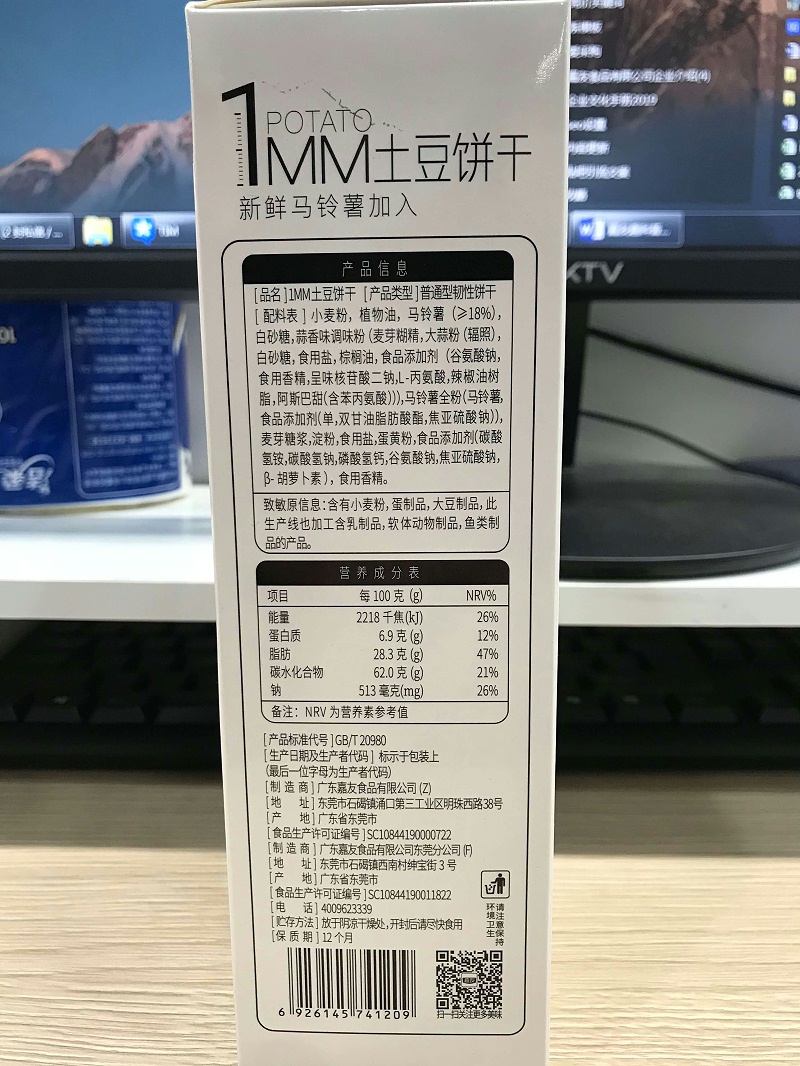 1MM土豆饼干
POTATO
新鲜马铃薯加入
产品信息
[品名]1MM土豆饼干 [产品类型]普通型韧性饼干
[配料表]小麦粉，植物油，马铃薯（≥18%），
白砂糖，蒜香味调味粉（麦芽糊精，大蒜粉（辐照），
白砂糖，食用盐，棕榈油，食品添加剂（谷氨酸钠，
食用香精，呈味核苷酸二钠，L-丙氨酸，辣椒油树
脂，阿斯巴甜（含苯丙氨酸））），马铃薯全粉（马铃薯，
食品添加剂（单，双甘油脂肪酸酯，焦亚硫酸钠）），
麦芽糖浆，淀粉，食用盐，蛋黄粉，食品添加剂（碳酸
氢铵，碳酸氢钠，磷酸氢钙，谷氨酸钠，焦亚硫酸钠，
β-胡萝卜素），食用香精。
致敏原信息：含有小麦粉，蛋制品，大豆制品，此
生产线也加工含乳制品，软体动物制品，鱼类制
品的产品。
营养成分表
项目 每100克(g) NRV%
能量 2218千焦(kJ) 26%
蛋白质 6.9克(g) 12%
脂肪 28.3克(g) 47%
碳水化合物 62.0克(g) 21%
钠 513毫克(mg) 26%
备注：NRV为营养素参考值
[产品标准代号]GB/T 20980
[生产日期及生产者代码] 标示于包装上
（最后一位字母为生产者代码）
[制造商]广东嘉友食品有限公司(Z)
[地 址]东莞市石碣镇涌口第三工业区明珠西路38号
[产 地]广东省东莞市
[食品生产许可证编号]SC10844190000722
[制造商]广东嘉友食品有限公司东莞分公司(F)
[地 址]东莞市石碣镇西南村绅宝街3号
[产 地]广东省东莞市
[食品生产许可证编号]SC10844190011822
[电 话]4009623339
[贮存方法]放于阴凉干燥处，开封后请尽快食用
[保质期]12个月
请注意保持
环境卫生
6 926145 741209
扫一扫关注更多美味